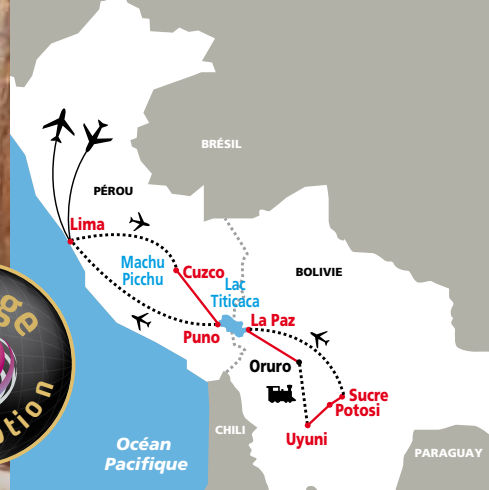 BRÉSIL
PÉROU
Lima
Machu
Picchu
Cuzco
Lac
Titicaca
BOLIVIE
La Paz
Puno
Oruro
Sucre
Potosi
Uyuni
CHILI
PARAGUAY
Océan
Pacifique